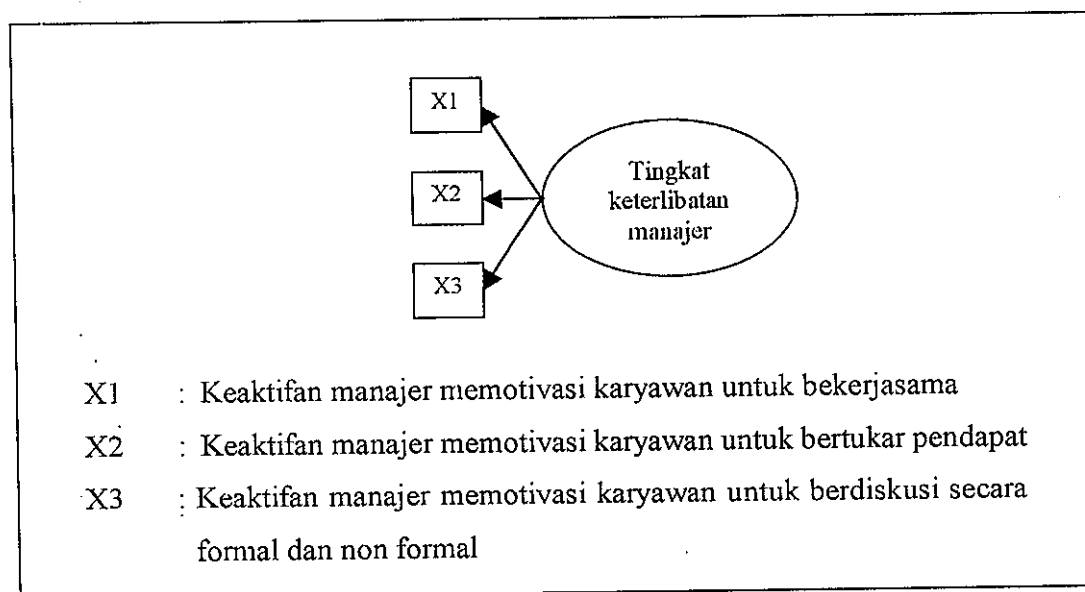 X1
Tingkat
keterlibatan
manajer
X2
X3
X1 : Keaktifan manajer memotivasi karyawan untuk bekerjasama
X2 : Keaktifan manajer memotivasi karyawan untuk bertukar pendapat
X3 : Keaktifan manajer memotivasi karyawan untuk berdiskusi secara
formal dan non formal